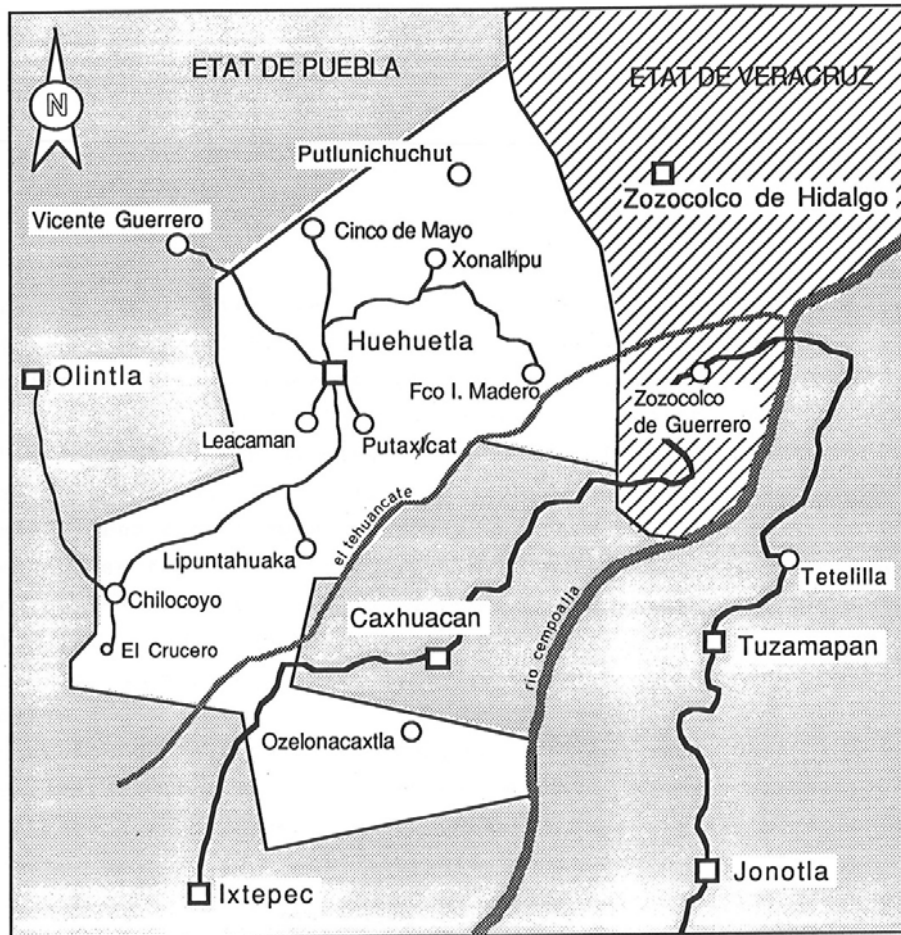 ETAT DE PUEBLA
ETAT DE VERACRUZ
N
Putlunichuchut
Zozocolco de Hidalgo
Vicente Guerrero
Cinco de Mayo
Xonalhpu
Huehuetla
Olintla
Fco I. Madero
Zozocolco
de Guerrero
Leacaman
Putaxcat
el tehuancate
Lipuntahuaka
Tetelilla
Chilocoyo
Caxhuacan
rio cempoalla
El Crucero
Tuzamapan
Ozelonacaxtla
Jonotla
Ixtepec